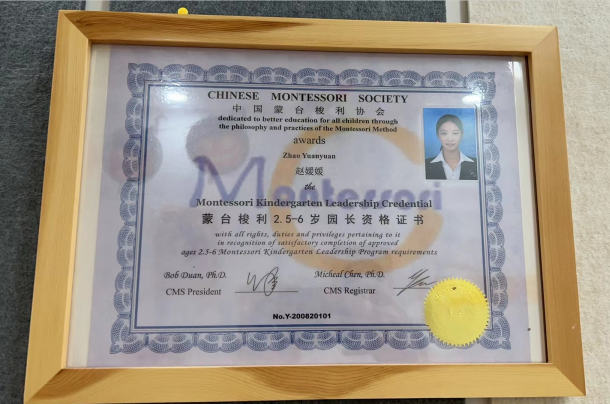 CHINESE MONTESSORI SOCIETY
中国蒙台梭利协会
dedicated to better education for all children through
the philosophy and practices of the Montessori Method
awards
Zhao Yuanyuan
赵媛媛
the
Montessori
Montessori Kindergarten Leadership Credential
蒙台梭利2.5-6岁园长资格证书
with all rights, duties and privileges pertaining to it
in recognition of satisfactory completion of approved
ages 2.5-6 Montessori Kindergarten Leadership Program requirements
Bob Duan, Ph.D. Micheal Chen, Ph.D.
CMS President CMS Registrar
No.Y-200820101